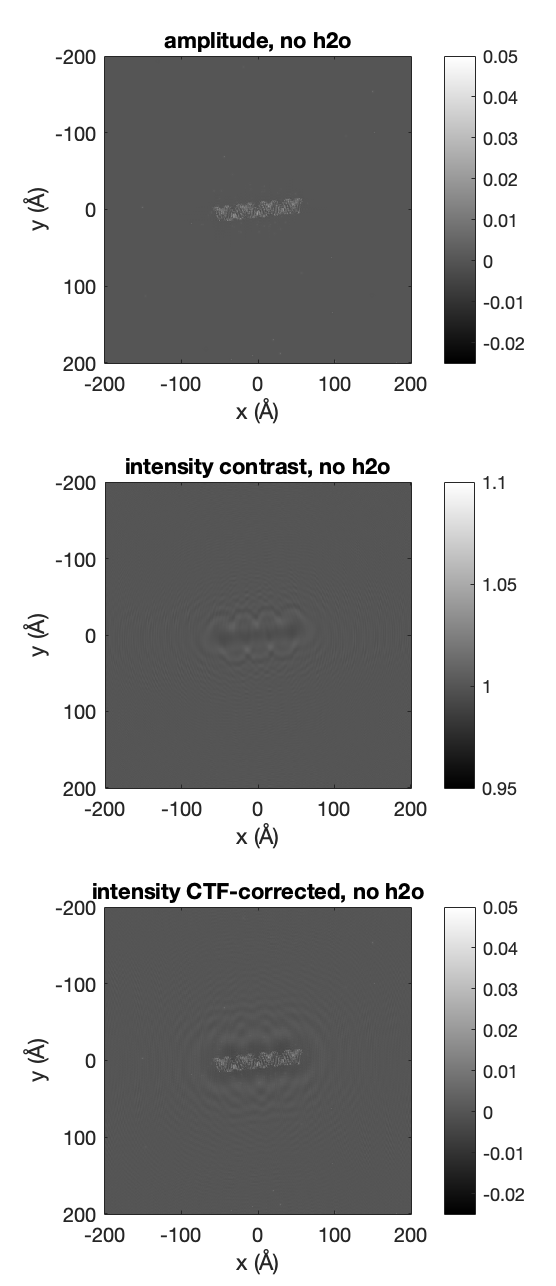 amplitude, no h2o
-200
-100
0
100
200
y (Å)
-200 -100 0 100 200
x (Å)
0.05
0.04
0.03
0.02
0.01
0
-0.01
-0.02
intensity contrast, no h2o
-200
-100
0
100
200
y (Å)
-200 -100 0 100 200
x (Å)
1.1
1.05
1
0.95
intensity CTF-corrected, no h2o
-200
-100
0
100
200
y (Å)
-200 -100 0 100 200
x (Å)
0.05
0.04
0.03
0.02
0.01
0
-0.01
-0.02